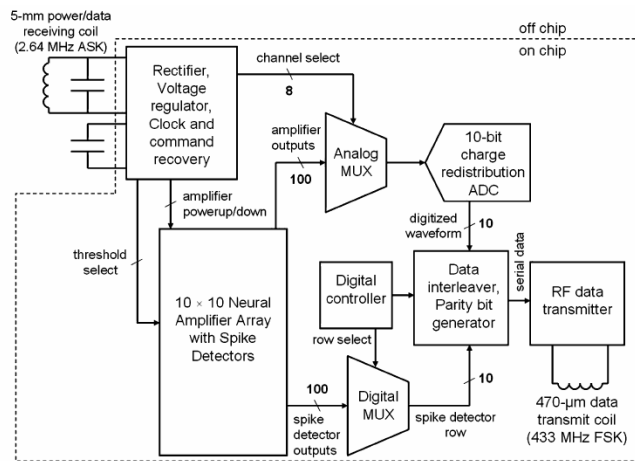 5-mm power/data
receiving coil
(2.64 MHz ASK)
off chip
on chip
Rectifier,
Voltage
regulator,
Clock and
command
recovery
channel select
8
amplifier
outputs
100
Analog
MUX
10-bit
charge
redistribution
ADC
amplifier
powerup/down
threshold
select
digitized
waveform
10
10 × 10 Neural
Amplifier Array
with Spike
Detectors
Digital
controller
row select
Data
interleaver,
Parity bit
generator
serial data
RF data
transmitter
100
spike
detector
outputs
Digital
MUX
10
spike detector
row
470-μm data
transmit coil
(433 MHz FSK)